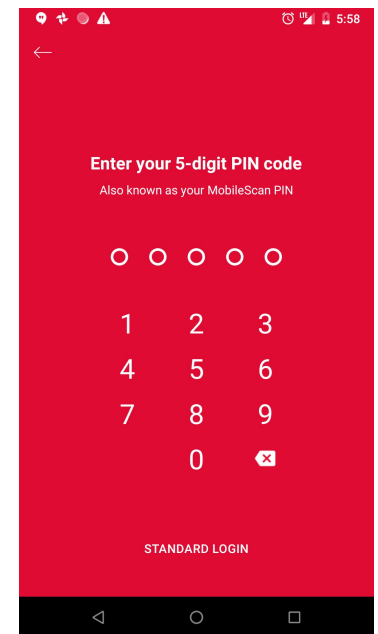 LTE 5:58
Enter your 5-digit PIN code
Also known as your MobileScan PIN
1 2 3
4 5 6
7 8 9
0
STANDARD LOGIN